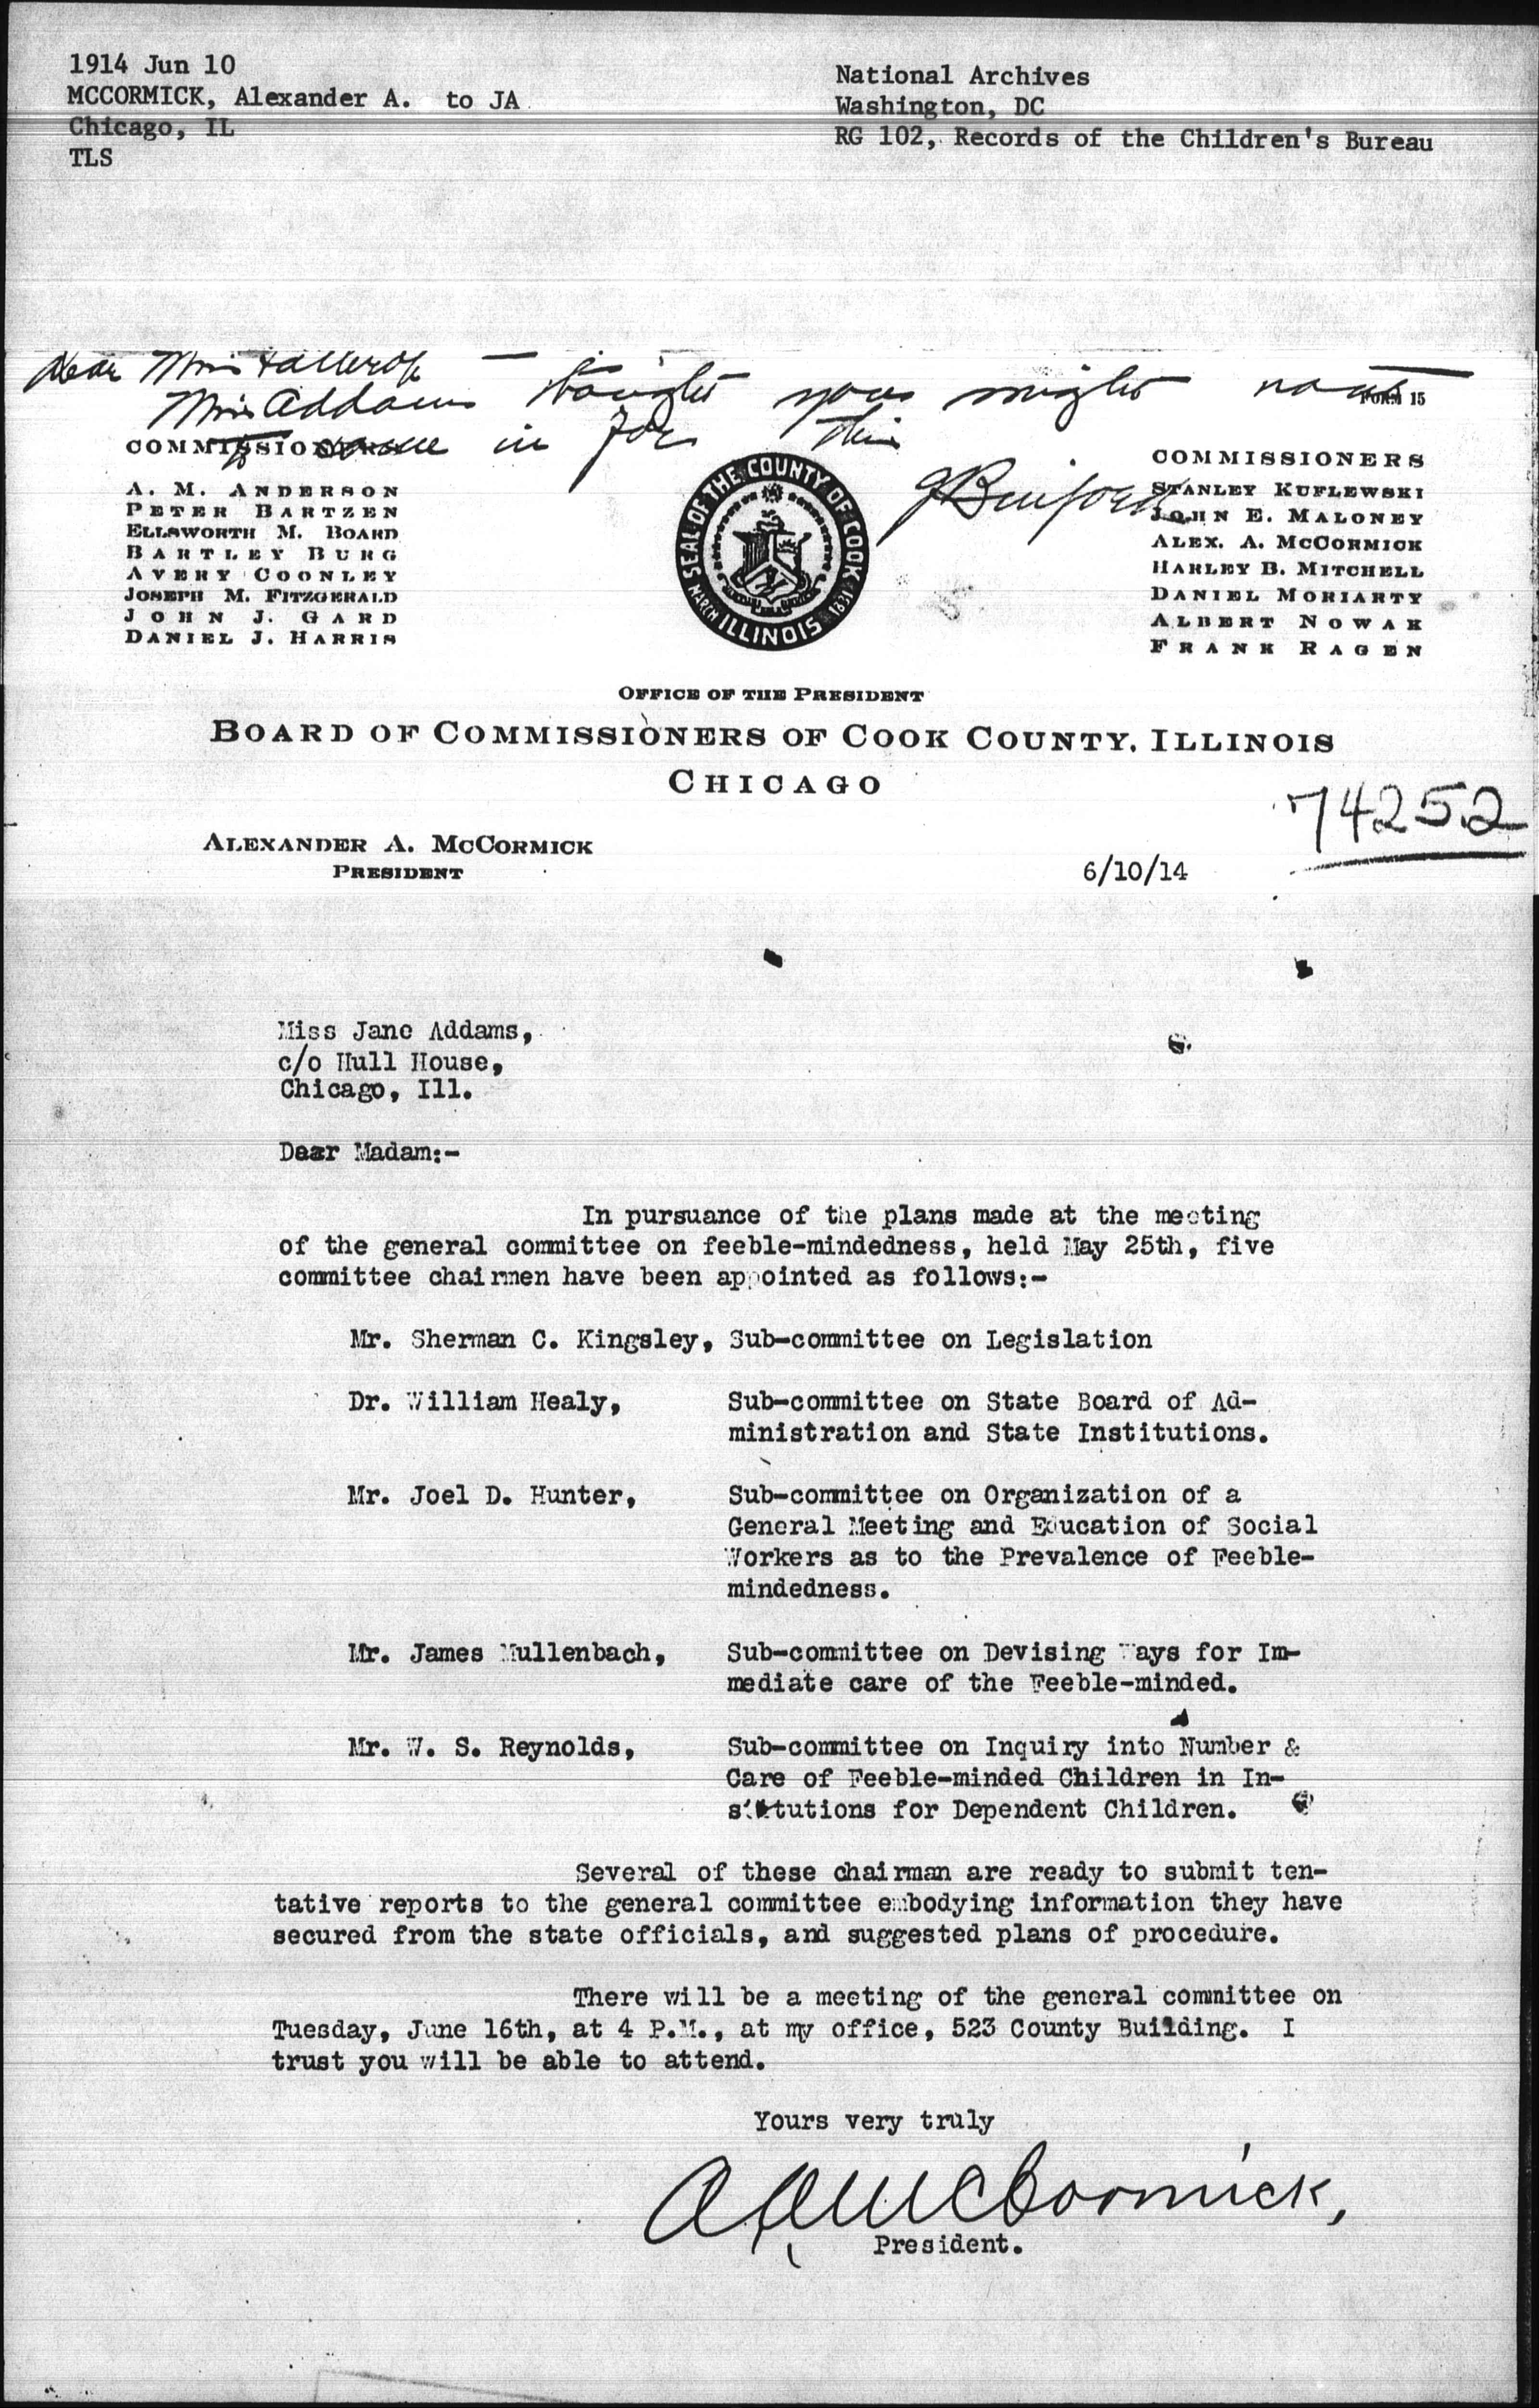 1914 Jun 10
MCCORMICK, Alexander A. to JA
Chicago, IL
TLS
National Archives
Washington, DC
RG 102, Records of the Children's Bureau
Dear Miss
Miss Addams thought you might
to come in for this
FORM 15
COMMISSIONERS
A. M. ANDERSON
PETER BARTZEN
ELLSWORTH M. BOARD
BARTLEY BURG
AVERY COONLEY
JOSEPH M. FITZGERALD
JOHN J. GARD
DANIEL J. HARRIS
SEAL OF THE COUNTY OF COOK
MARCH ILLINOIS 1831
JBinford
COMMISSIONERS
STANLEY KUFLEWSKI
JOHN E. MALONEY
ALEX. A. MCCORMICK
HARLEY B. MITCHELL
DANIEL MORIARTY
ALBERT NOWAK
FRANK RAGEN
OFFICE OF THE PRESIDENT
BOARD OF COMMISSIONERS OF COOK COUNTY, ILLINOIS
CHICAGO
74252
ALEXANDER A. MCCORMICK
PRESIDENT
6/10/14
Miss Jane Addams,
c/o Hull House,
Chicago, Ill.
Dear Madam:-
In pursuance of the plans made at the meeting
of the general committee on feeble-mindedness, held May 25th, five
committee chairmen have been appointed as follows:-
Mr. Sherman C. Kingsley, Sub-committee on Legislation
Dr. William Healy, Sub-committee on State Board of Ad-
ministration and State Institutions.
Mr. Joel D. Hunter, Sub-committee on Organization of a
General Meeting and Education of Social
Workers as to the Prevalence of Feeble-
mindedness.
Mr. James Mullenbach, Sub-committee on Devising Ways for Im-
mediate care of the Feeble-minded.
Mr. W. S. Reynolds, Sub-committee on Inquiry into Number &
Care of Feeble-minded Children in In-
stitutions for Dependent Children.
Several of these chairman are ready to submit ten-
tative reports to the general committee embodying information they have
secured from the state officials, and suggested plans of procedure.
There will be a meeting of the general committee on
Tuesday, June 16th, at 4 P.M., at my office, 523 County Building. I
trust you will be able to attend.
Yours very truly
A A McCormick,
President.